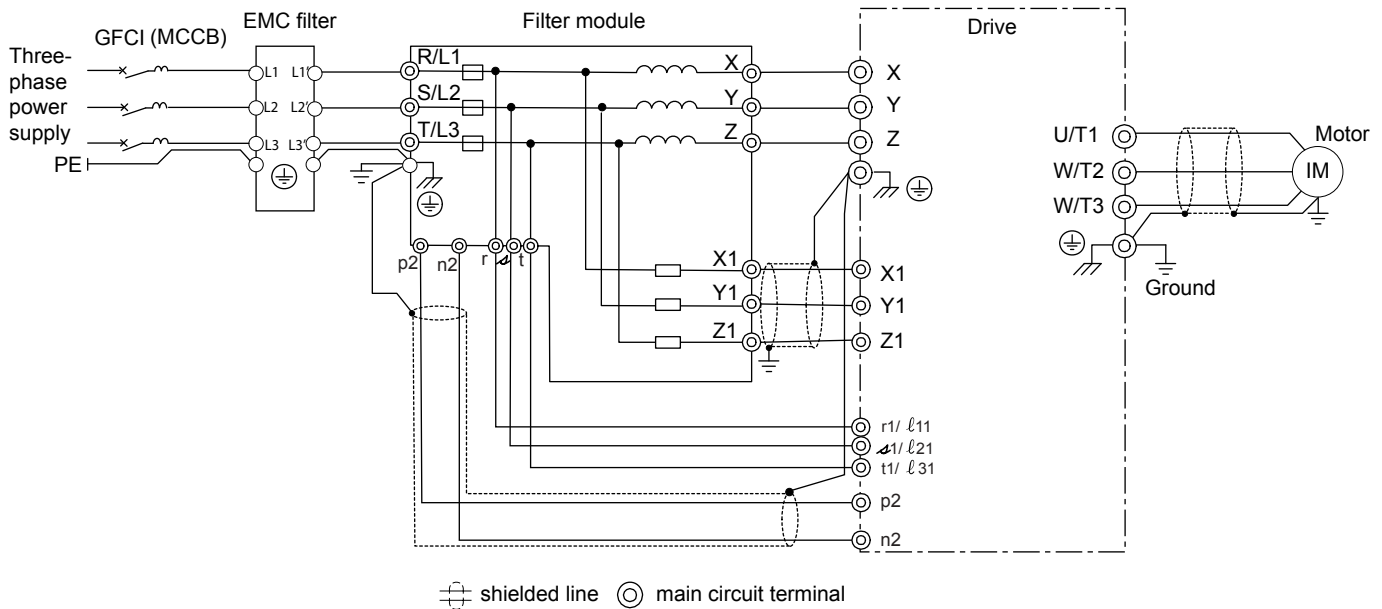 Three-
phase
power
supply
PE
GFCI (MCCB)
EMC filter
L1 L1'
L2 L2'
L3 L3'
Filter module
R/L1
S/L2
T/L3
X
Y
Z
p2
n2
r
s
t
X1
Y1
Z1
Drive
X
Y
Z
X1
Y1
Z1
r1/ ℓ11
s1/ℓ21
t1/ ℓ31
p2
n2
U/T1
W/T2
W/T3
Ground
Motor
IM
shielded line
main circuit terminal